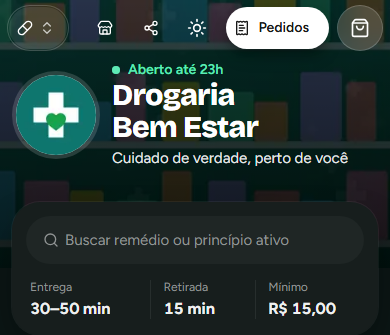 Pedidos
Aberto até 23h
Drogaria
Bem Estar
Cuidado de verdade, perto de você
Buscar remédio ou princípio ativo
Entrega
30–50 min
Retirada
15 min
Mínimo
R$ 15,00